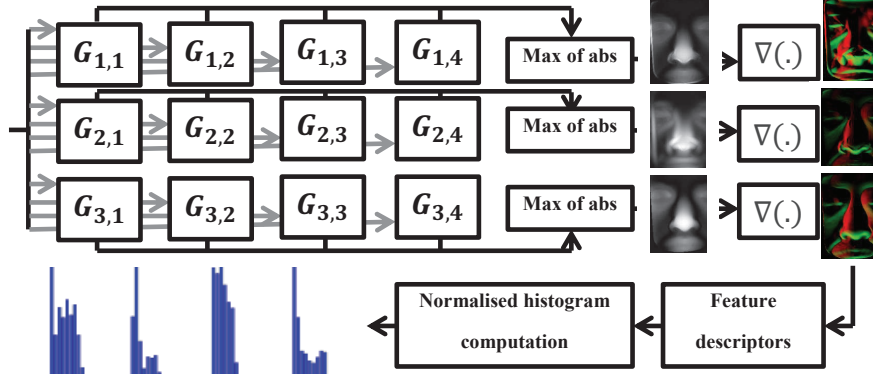 G1,1 G1,2 G1,3 G1,4 Max of abs ∇(.)
G2,1 G2,2 G2,3 G2,4 Max of abs ∇(.)
G3,1 G3,2 G3,3 G3,4 Max of abs ∇(.)
Normalised histogram
computation
Feature
descriptors